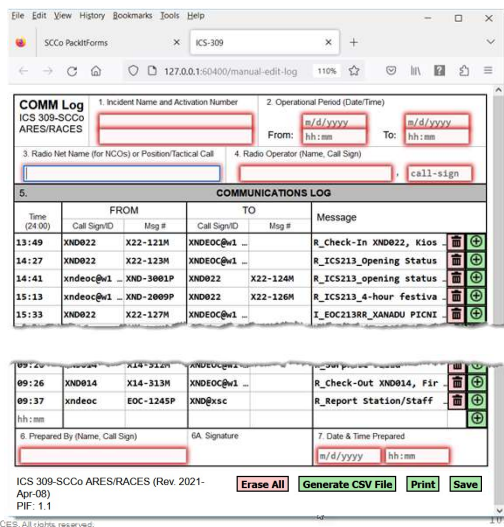 File Edit View History Bookmarks Tools Help
SCCo PackItForms × ICS-309 × +
127.0.0.1:60400/manual-edit-log 110%
COMM Log
ICS 309-SCCo
ARES/RACES
1. Incident Name and Activation Number
2. Operational Period (Date/Time)
From: m/d/yyyy hh:mm To: m/d/yyyy hh:mm
3. Radio Net Name (for NCOs) or Position/Tactical Call
4. Radio Operator (Name, Call Sign)
, call-sign
5. COMMUNICATIONS LOG
Time (24:00) FROM TO Message
Call Sign/ID Msg # Call Sign/ID Msg #
13:49 XND022 X22-121M XNDEOC@w1 … R_Check-In XND022, Kios …
14:27 XND022 X22-123M XNDEOC@w1 … R_ICS213_Opening Status
14:41 xndeoc@w1 … XND-3001P XND022 X22-124M R_ICS213_opening status …
15:13 xndeoc@w1 … XND-2009P XND022 X22-126M R_ICS213_4-hour festiva …
15:33 XND022 X22-127M XNDEOC@w1 … I_EOC213RR_XANADU PICNI …
09:26 XND014 X14-313M XNDEOC@w1 … R_Check-Out XND014, Fir …
09:37 xndeoc EOC-1245P XND@xsc R_Report Station/Staff …
hh:mm
6. Prepared By (Name, Call Sign) 6A. Signature 7. Date & Time Prepared
m/d/yyyy hh:mm
ICS 309-SCCo ARES/RACES (Rev. 2021-
Apr-08)
PIF: 1.1
Erase All Generate CSV File Print Save
CES. All rights reserved.